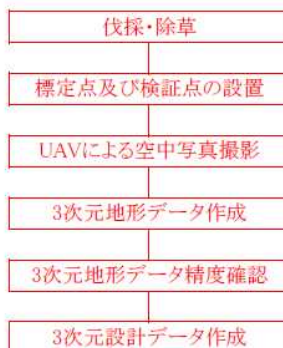 伐採・除草
標定点及び検証点の設置
UAVによる空中写真撮影
3次元地形データ作成
3次元地形データ精度確認
3次元設計データ作成